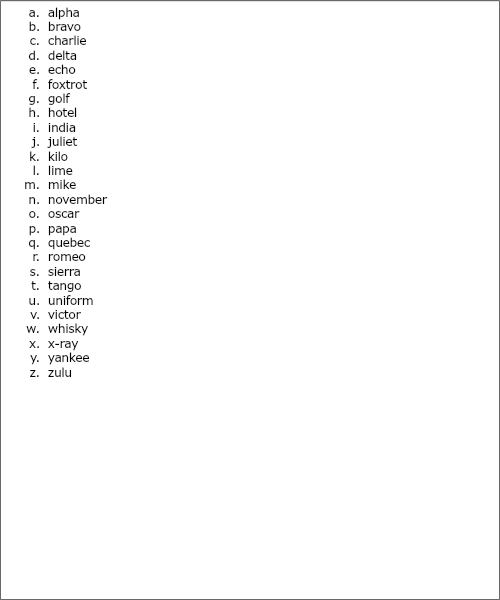 a. alpha
b. bravo
c. charlie
d. delta
e. echo
f. foxtrot
g. golf
h. hotel
i. india
j. juliet
k. kilo
l. lime
m. mike
n. november
o. oscar
p. papa
q. quebec
r. romeo
s. sierra
t. tango
u. uniform
v. victor
w. whisky
x. x-ray
y. yankee
z. zulu